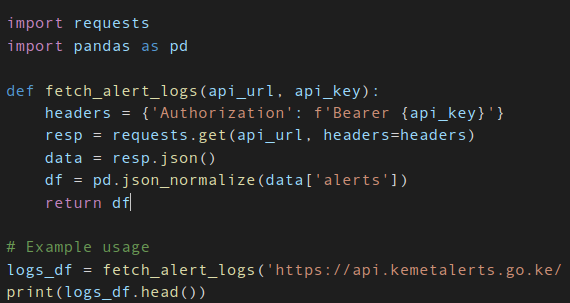 import requests
import pandas as pd
def fetch_alert_logs(api_url, api_key):
    headers = {'Authorization': f'Bearer {api_key}'}
    resp = requests.get(api_url, headers=headers)
    data = resp.json()
    df = pd.json_normalize(data['alerts'])
    return df
# Example usage
logs_df = fetch_alert_logs('https://api.kemetalerts.go.ke/
print(logs_df.head())